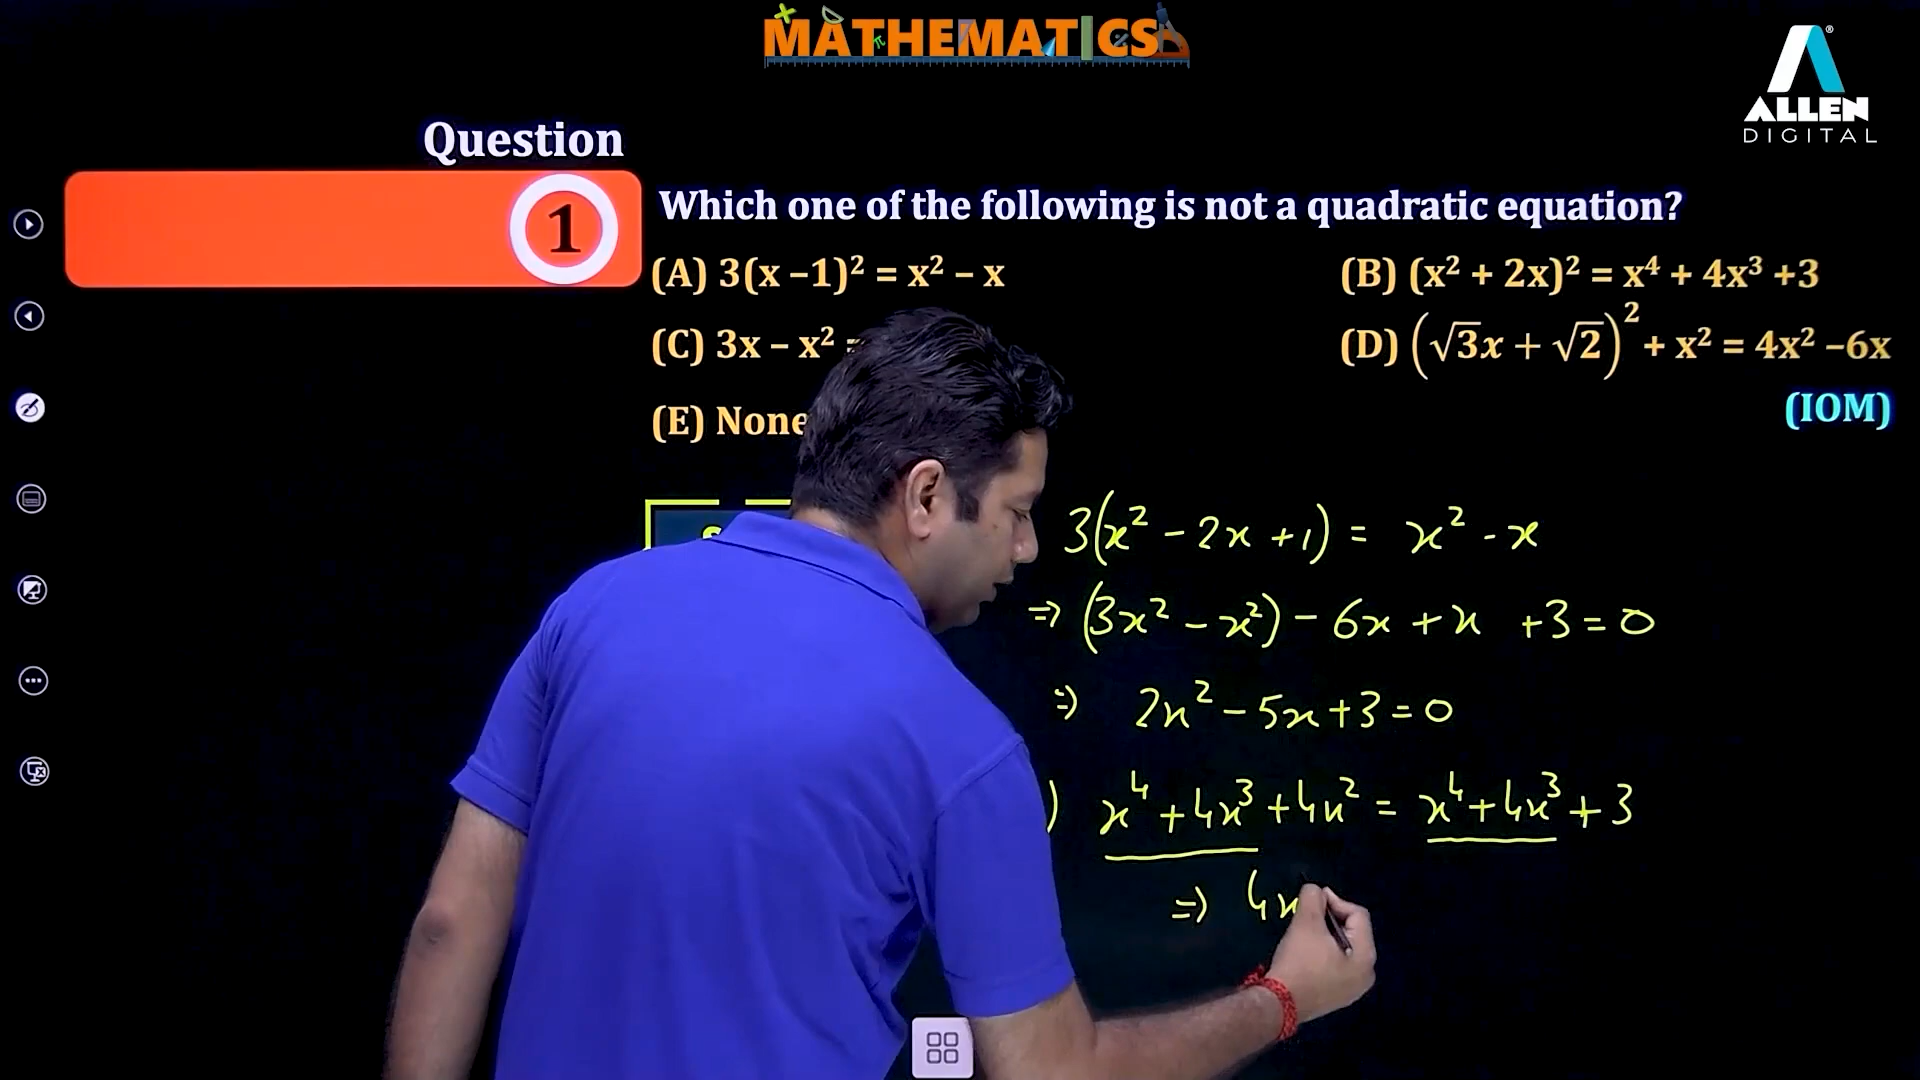 MATHEMATICS
ALLEN
DIGITAL
Question
1
Which one of the following is not a quadratic equation?
(A) 3(x –1)² = x² – x
(B) (x² + 2x)² = x⁴ + 4x³ +3
(C) 3x – x²
(D) (√3x + √2)² + x² = 4x² –6x
(IOM)
(E) None
3(x² - 2x +1) = x² - x
⇒ (3x² - x²) - 6x + x +3 = 0
⇒ 2x² - 5x + 3 = 0
) x⁴ + 4x³ + 4x² = x⁴ + 4x³ + 3
⇒ 4x